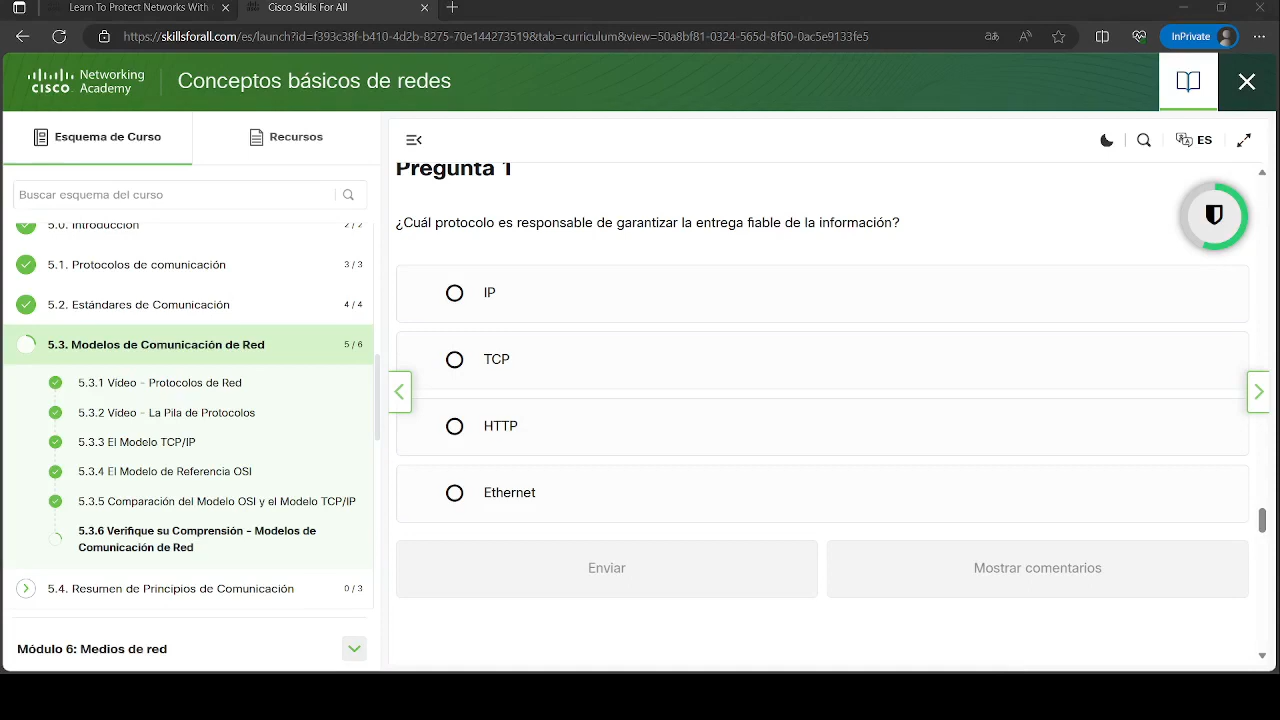 Learn To Protect Networks With
Cisco Skills For All
https://skillsforall.com/es/launch?id=f393c38f-b410-4d2b-8275-70e144273519&tab=curriculum&view=50a8bf81-0324-565d-8f50-0ac5e9133fe5
InPrivate
Networking
CISCO Academy
Conceptos básicos de redes
Esquema de Curso
Recursos
ES
Buscar esquema del curso
5.0. Introducción 2 / 2
5.1. Protocolos de comunicación 3 / 3
5.2. Estándares de Comunicación 4 / 4
5.3. Modelos de Comunicación de Red 5 / 6
5.3.1 Video - Protocolos de Red
5.3.2 Video - La Pila de Protocolos
5.3.3 El Modelo TCP/IP
5.3.4 El Modelo de Referencia OSI
5.3.5 Comparación del Modelo OSI y el Modelo TCP/IP
5.3.6 Verifique su Comprensión - Modelos de
Comunicación de Red
5.4. Resumen de Principios de Comunicación 0 / 3
Módulo 6: Medios de red
Pregunta 1
¿Cuál protocolo es responsable de garantizar la entrega fiable de la información?
IP
TCP
HTTP
Ethernet
Enviar
Mostrar comentarios